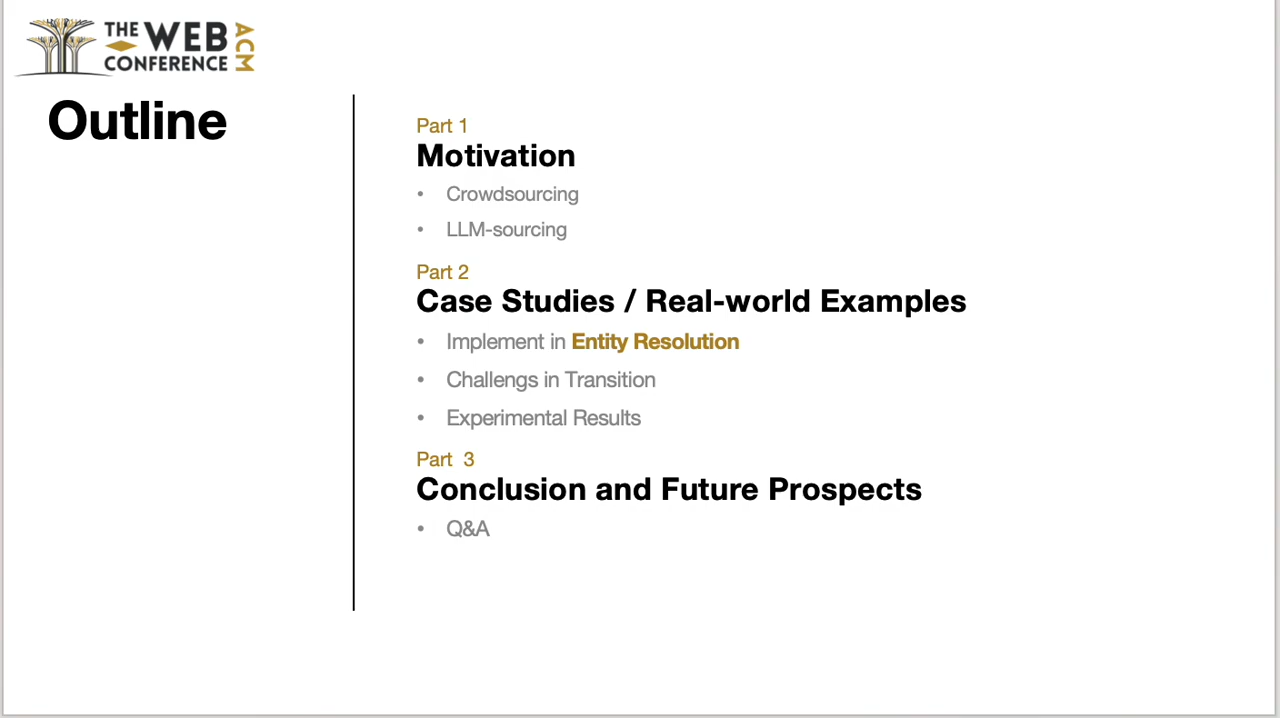 THE WEB
CONFERENCE
ACM
Outline
Part 1
Motivation
• Crowdsourcing
• LLM-sourcing
Part 2
Case Studies / Real-world Examples
• Implement in Entity Resolution
• Challengs in Transition
• Experimental Results
Part 3
Conclusion and Future Prospects
• Q&A